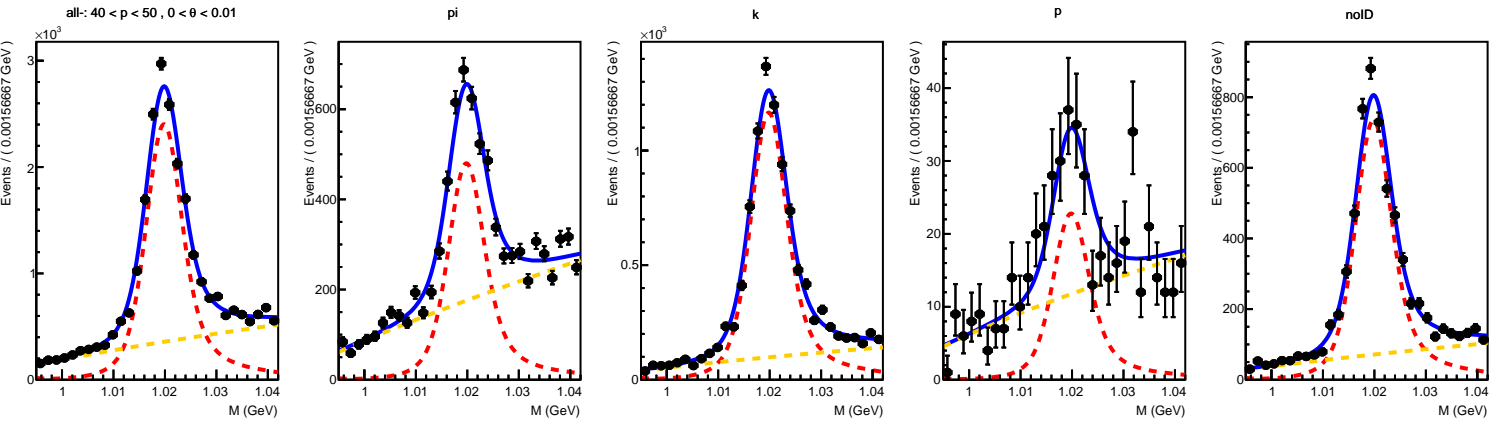 all-: 40 < p < 50 , 0 < θ < 0.01
×10³
Events / ( 0.00156667 GeV )
3
2
1
0
1 1.01 1.02 1.03 1.04
M (GeV)
pi
Events / ( 0.00156667 GeV )
600
400
200
0
1 1.01 1.02 1.03 1.04
M (GeV)
k
×10³
Events / ( 0.00156667 GeV )
1
0.5
0
1 1.01 1.02 1.03 1.04
M (GeV)
p
Events / ( 0.00156667 GeV )
40
30
20
10
0
1 1.01 1.02 1.03 1.04
M (GeV)
noID
Events / ( 0.00156667 GeV )
800
600
400
200
0
1 1.01 1.02 1.03 1.04
M (GeV)